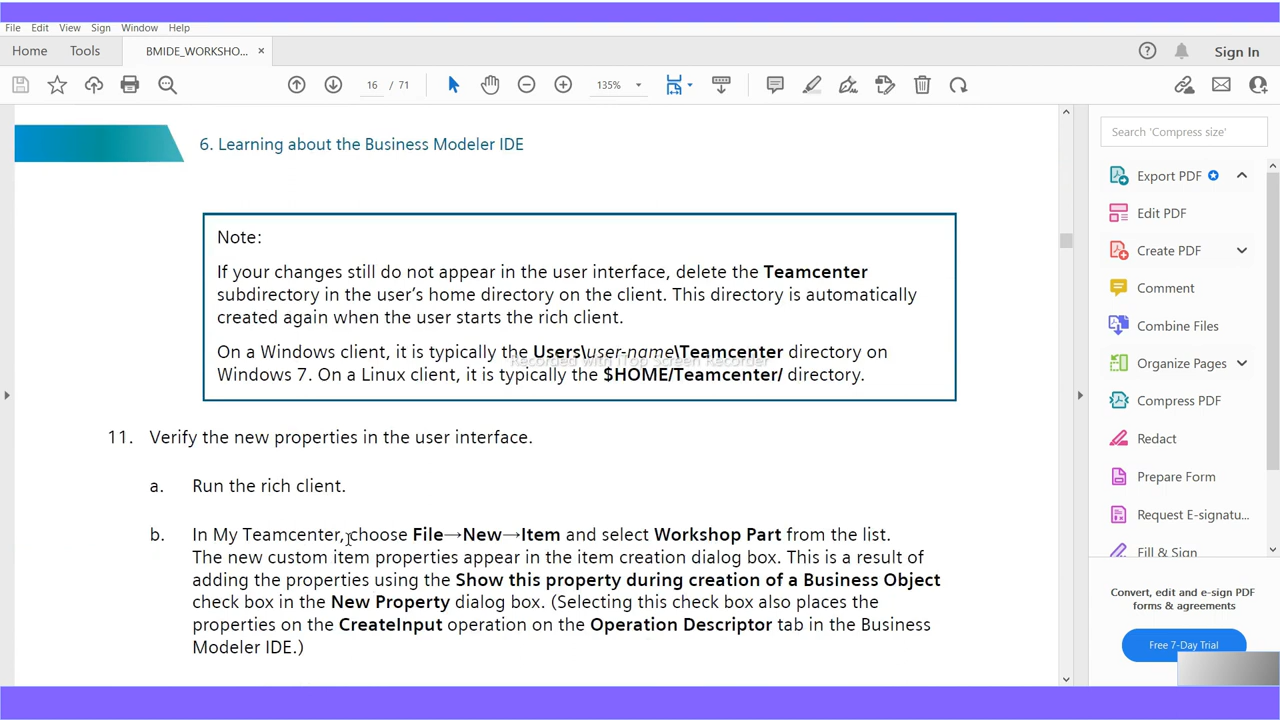 File Edit View Sign Window Help
Home Tools BMIDE_WORKSHO... × Sign In
16 / 71 135%
6. Learning about the Business Modeler IDE
Note:
If your changes still do not appear in the user interface, delete the Teamcenter
subdirectory in the user's home directory on the client. This directory is automatically
created again when the user starts the rich client.
On a Windows client, it is typically the Users\user-name\Teamcenter directory on
Windows 7. On a Linux client, it is typically the $HOME/Teamcenter/ directory.
Recorded with iTop Screen Recorder
11. Verify the new properties in the user interface.
a. Run the rich client.
b. In My Teamcenter, choose File→New→Item and select Workshop Part from the list.
The new custom item properties appear in the item creation dialog box. This is a result of
adding the properties using the Show this property during creation of a Business Object
check box in the New Property dialog box. (Selecting this check box also places the
properties on the CreateInput operation on the Operation Descriptor tab in the Business
Modeler IDE.)
Search 'Compress size'
Export PDF
Edit PDF
Create PDF
Comment
Combine Files
Organize Pages
Compress PDF
Redact
Prepare Form
Request E-signatu...
Fill & Sign
Convert, edit and e-sign PDF
forms & agreements
Free 7-Day Trial